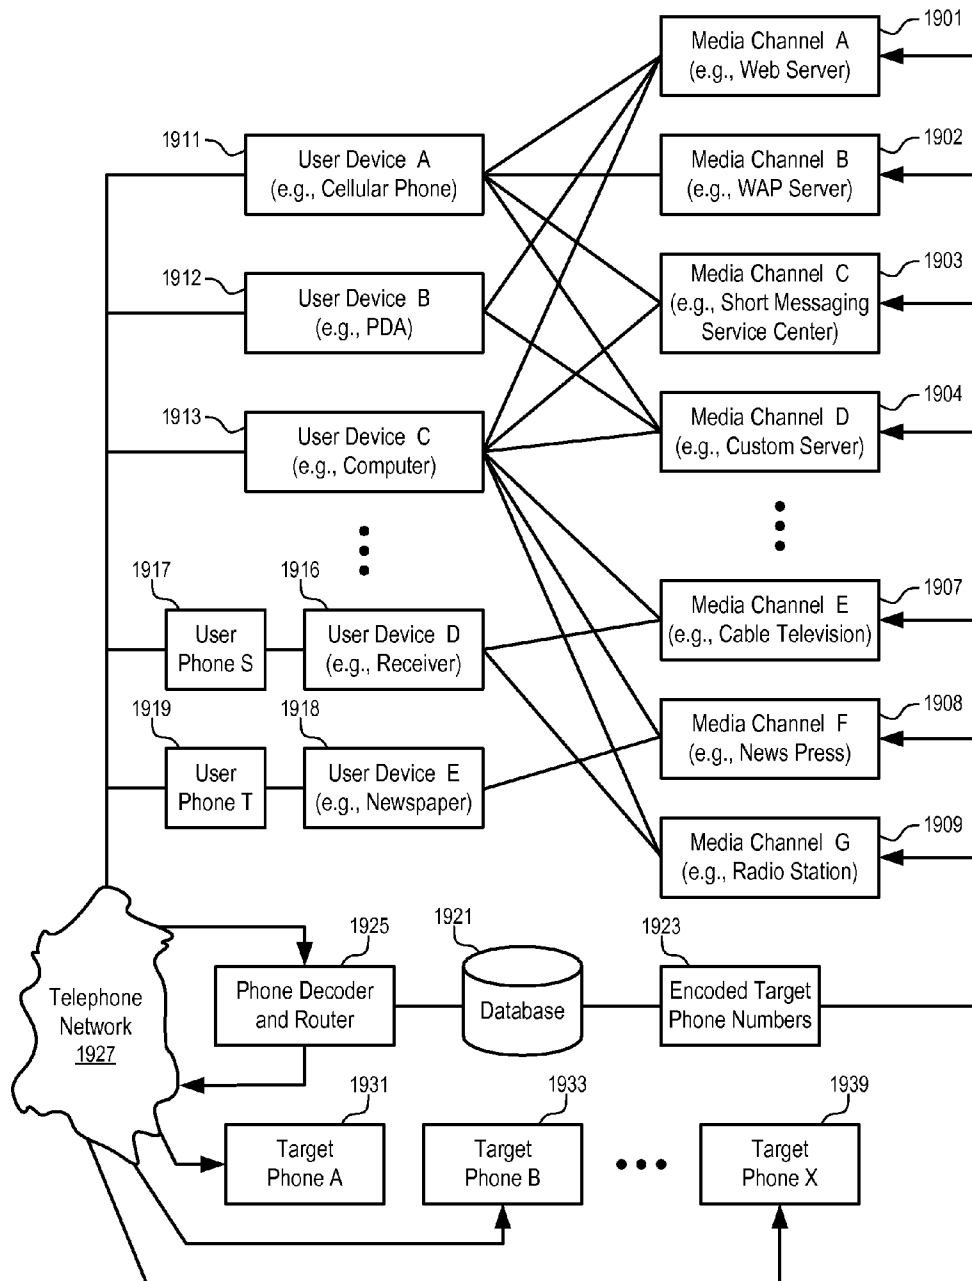 1901
Media Channel A
(e.g., Web Server)
1911
User Device A
(e.g., Cellular Phone)
1902
Media Channel B
(e.g., WAP Server)
1912
User Device B
(e.g., PDA)
1903
Media Channel C
(e.g., Short Messaging
Service Center)
1913
User Device C
(e.g., Computer)
1904
Media Channel D
(e.g., Custom Server)
1917
User
Phone S
1916
User Device D
(e.g., Receiver)
1907
Media Channel E
(e.g., Cable Television)
1919
User
Phone T
1918
User Device E
(e.g., Newspaper)
1908
Media Channel F
(e.g., News Press)
1909
Media Channel G
(e.g., Radio Station)
Telephone
Network
1927
1925
Phone Decoder
and Router
1921
Database
1923
Encoded Target
Phone Numbers
1931
Target
Phone A
1933
Target
Phone B
1939
Target
Phone X